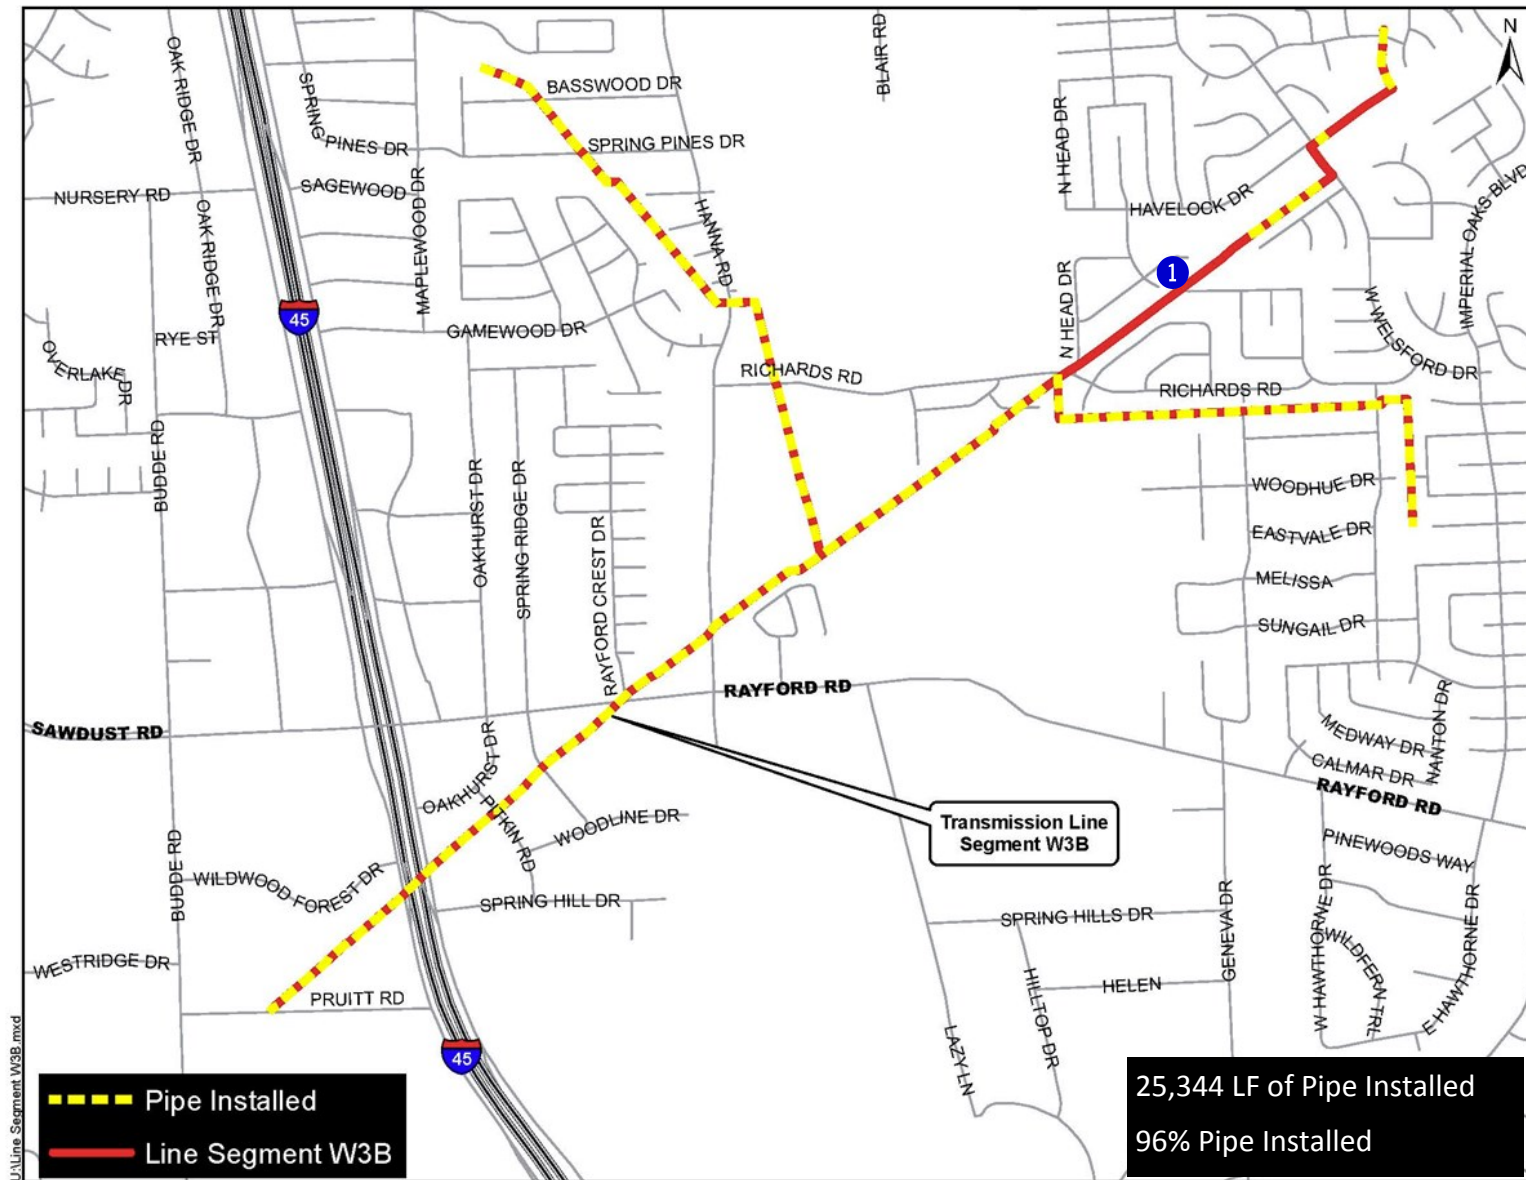 N
BLAIR RD
OAK RIDGE DR
SPRING PINES DR
BASSWOOD DR
SPRING PINES DR
N HEAD DR
NURSERY RD
SAGEWOOD
MAPLEWOOD DR
HANNA RD
HAVELOCK DR
IMPERIAL OAKS BLVD
OAK RIDGE DR
1
N HEAD DR
45
RYE ST
GAMEWOOD DR
W WELSFORD DR
OVERLAKE DR
RICHARDS RD
RICHARDS RD
BUDDE RD
OAKHURST DR
SPRING RIDGE DR
RAYFORD CREST DR
WOODHUE DR
EASTVALE DR
MELISSA
SUNGAIL DR
RAYFORD RD
SAWDUST RD
OAKHURST DR
PITKIN RD
WOODLINE DR
Transmission Line
Segment W3B
MEDWAY DR
NANTON DR
CALMAR DR
RAYFORD RD
PINEWOODS WAY
BUDDE RD
WILDWOOD FOREST DR
SPRING HILL DR
SPRING HILLS DR
GENEVA DR
W HAWTHORNE DR
WILDFERN TRL
E HAWTHORNE DR
WESTRIDGE DR
PRUITT RD
HILLTOP DR
HELEN
LAZY LN
45
U:\Line Segment W3B.mxd
Pipe Installed
Line Segment W3B
25,344 LF of Pipe Installed
96% Pipe Installed